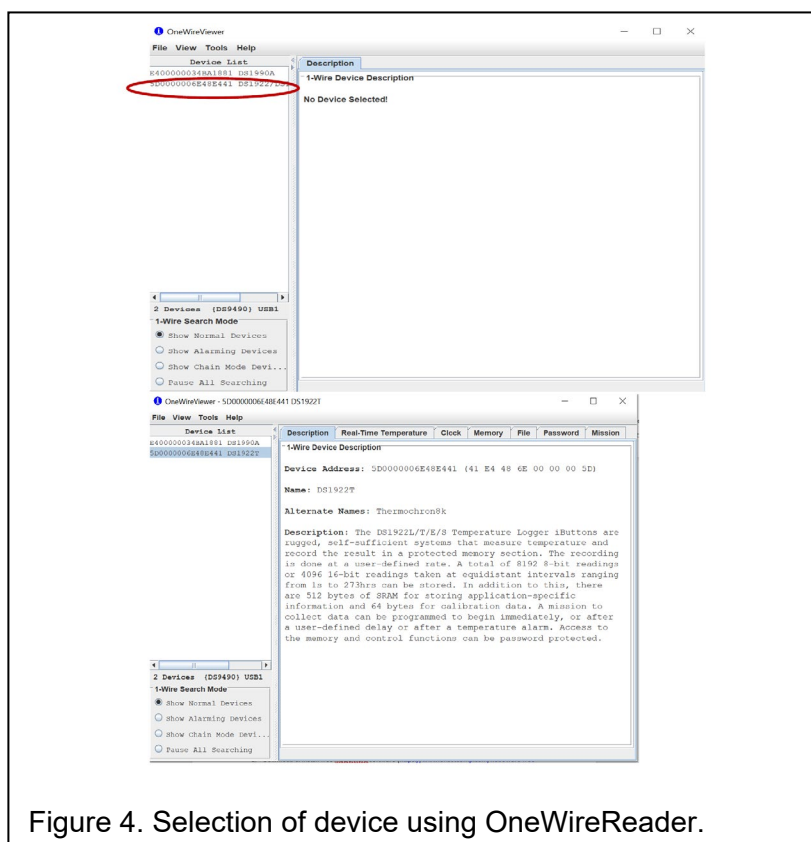 OneWireViewer
File View Tools Help
Device List
Description
E400000034BA1881 DS1990A
5D0000006E48E441 DS1922/
1-Wire Device Description
No Device Selected!
2 Devices (DS9490) USB1
1-Wire Search Mode
Show Normal Devices
Show Alarming Devices
Show Chain Mode Devi...
Pause All Searching
OneWireViewer - 5D0000006E48E441 DS1922T
File View Tools Help
Device List
Description Real-Time Temperature Clock Memory File Password Mission
E400000034BA1881 DS1990A
5D0000006E48E441 DS1922T
1-Wire Device Description
Device Address: 5D0000006E48E441 (41 E4 48 6E 00 00 00 5D)
Name: DS1922T
Alternate Names: Thermochron8k
Description: The DS1922L/T/E/S Temperature Logger iButtons are
rugged, self-sufficient systems that measure temperature and
record the result in a protected memory section. The recording
is done at a user-defined rate. A total of 8192 8-bit readings
or 4096 16-bit readings taken at equidistant intervals ranging
from 1s to 273hrs can be stored. In addition to this, there
are 512 bytes of SRAM for storing application-specific
information and 64 bytes for calibration data. A mission to
collect data can be programmed to begin immediately, or after
a user-defined delay or after a temperature alarm. Access to
the memory and control functions can be password protected.
2 Devices (DS9490) USB1
1-Wire Search Mode
Show Normal Devices
Show Alarming Devices
Show Chain Mode Devi...
Pause All Searching
Figure 4. Selection of device using OneWireReader.